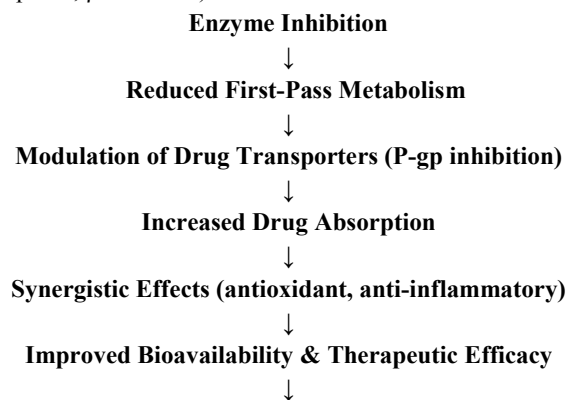 Enzyme Inhibition
↓
Reduced First-Pass Metabolism
↓
Modulation of Drug Transporters (P-gp inhibition)
↓
Increased Drug Absorption
↓
Synergistic Effects (antioxidant, anti-inflammatory)
↓
Improved Bioavailability & Therapeutic Efficacy
↓